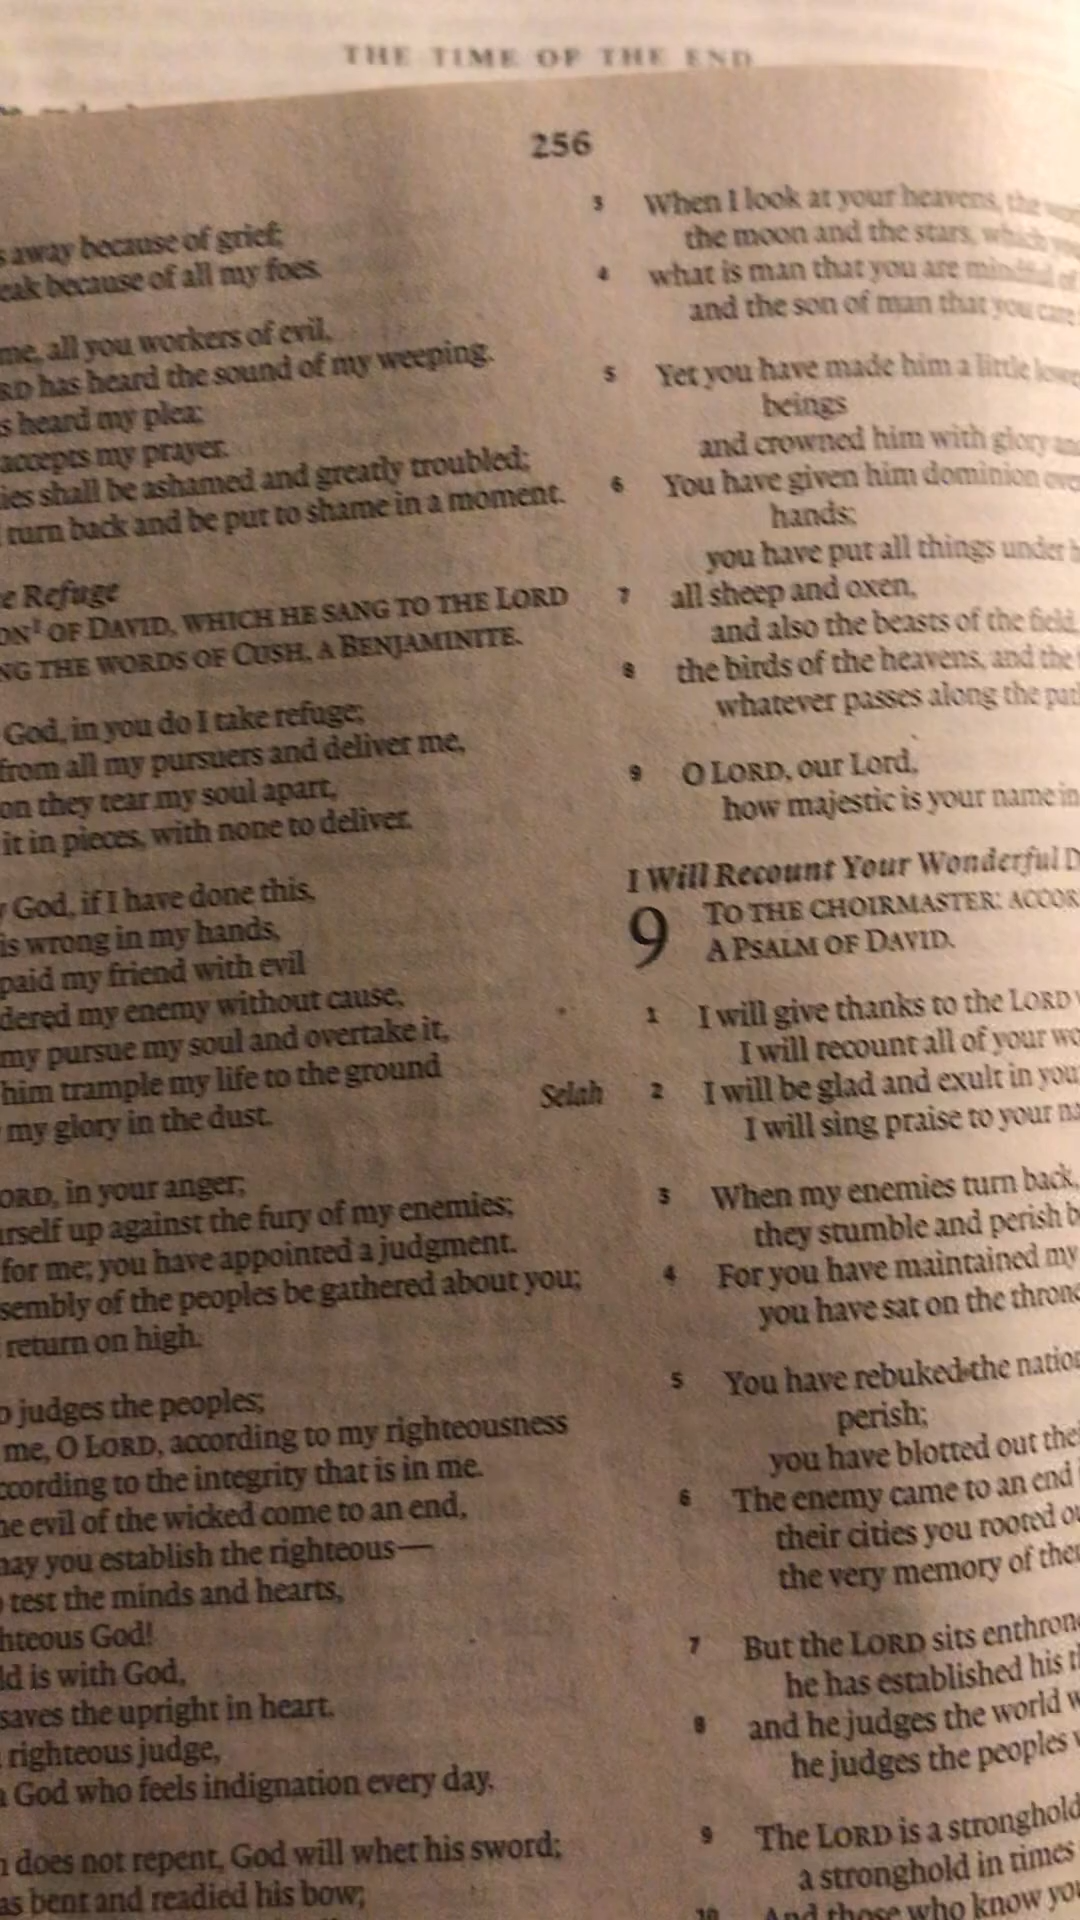 THE TIME OF THE END
256
away because of grief;
because of all my foes.
me, all you workers of evil,
has heard the sound of my weeping.
heard my plea;
accepts my prayer.
shall be ashamed and greatly troubled;
turn back and be put to shame in a moment.
Refuge
OF DAVID, WHICH HE SANG TO THE LORD
THE WORDS OF CUSH, A BENJAMINITE.
God, in you do I take refuge;
from all my pursuers and deliver me,
they tear my soul apart,
it in pieces, with none to deliver.
God, if I have done this,
is wrong in my hands,
my friend with evil
my enemy without cause,
my pursue my soul and overtake it,
him trample my life to the ground
my glory in the dust. Selah
in your anger;
up against the fury of my enemies;
for me; you have appointed a judgment.
of the peoples be gathered about you;
return on high.
judges the peoples;
me, O LORD, according to my righteousness
to the integrity that is in me.
evil of the wicked come to an end,
may you establish the righteous—
test the minds and hearts,
God!
is with God,
saves the upright in heart.
righteous judge,
God who feels indignation every day.
does not repent, God will whet his sword;
bent and readied his bow;
3 When I look at your heavens, the
the moon and the stars, which
4 what is man that you are mindful of
and the son of man that you care
5 Yet you have made him a little
beings
and crowned him with glory
6 You have given him dominion
hands;
you have put all things under
7 all sheep and oxen,
and also the beasts of the field,
8 the birds of the heavens, and the
whatever passes along the
9 O LORD, our Lord,
how majestic is your name in
I Will Recount Your Wonderful
9 TO THE CHOIRMASTER:
A PSALM OF DAVID.
1 I will give thanks to the LORD
I will recount all of your
2 I will be glad and exult in
I will sing praise to your
3 When my enemies turn back,
they stumble and perish
4 For you have maintained my
you have sat on the
5 You have rebuked the
perish;
you have blotted out
6 The enemy came to an end
their cities you rooted
the very memory of
7 But the LORD sits
he has established his
8 and he judges the world
he judges the peoples
9 The LORD is a stronghold
a stronghold in times
10 And those who know